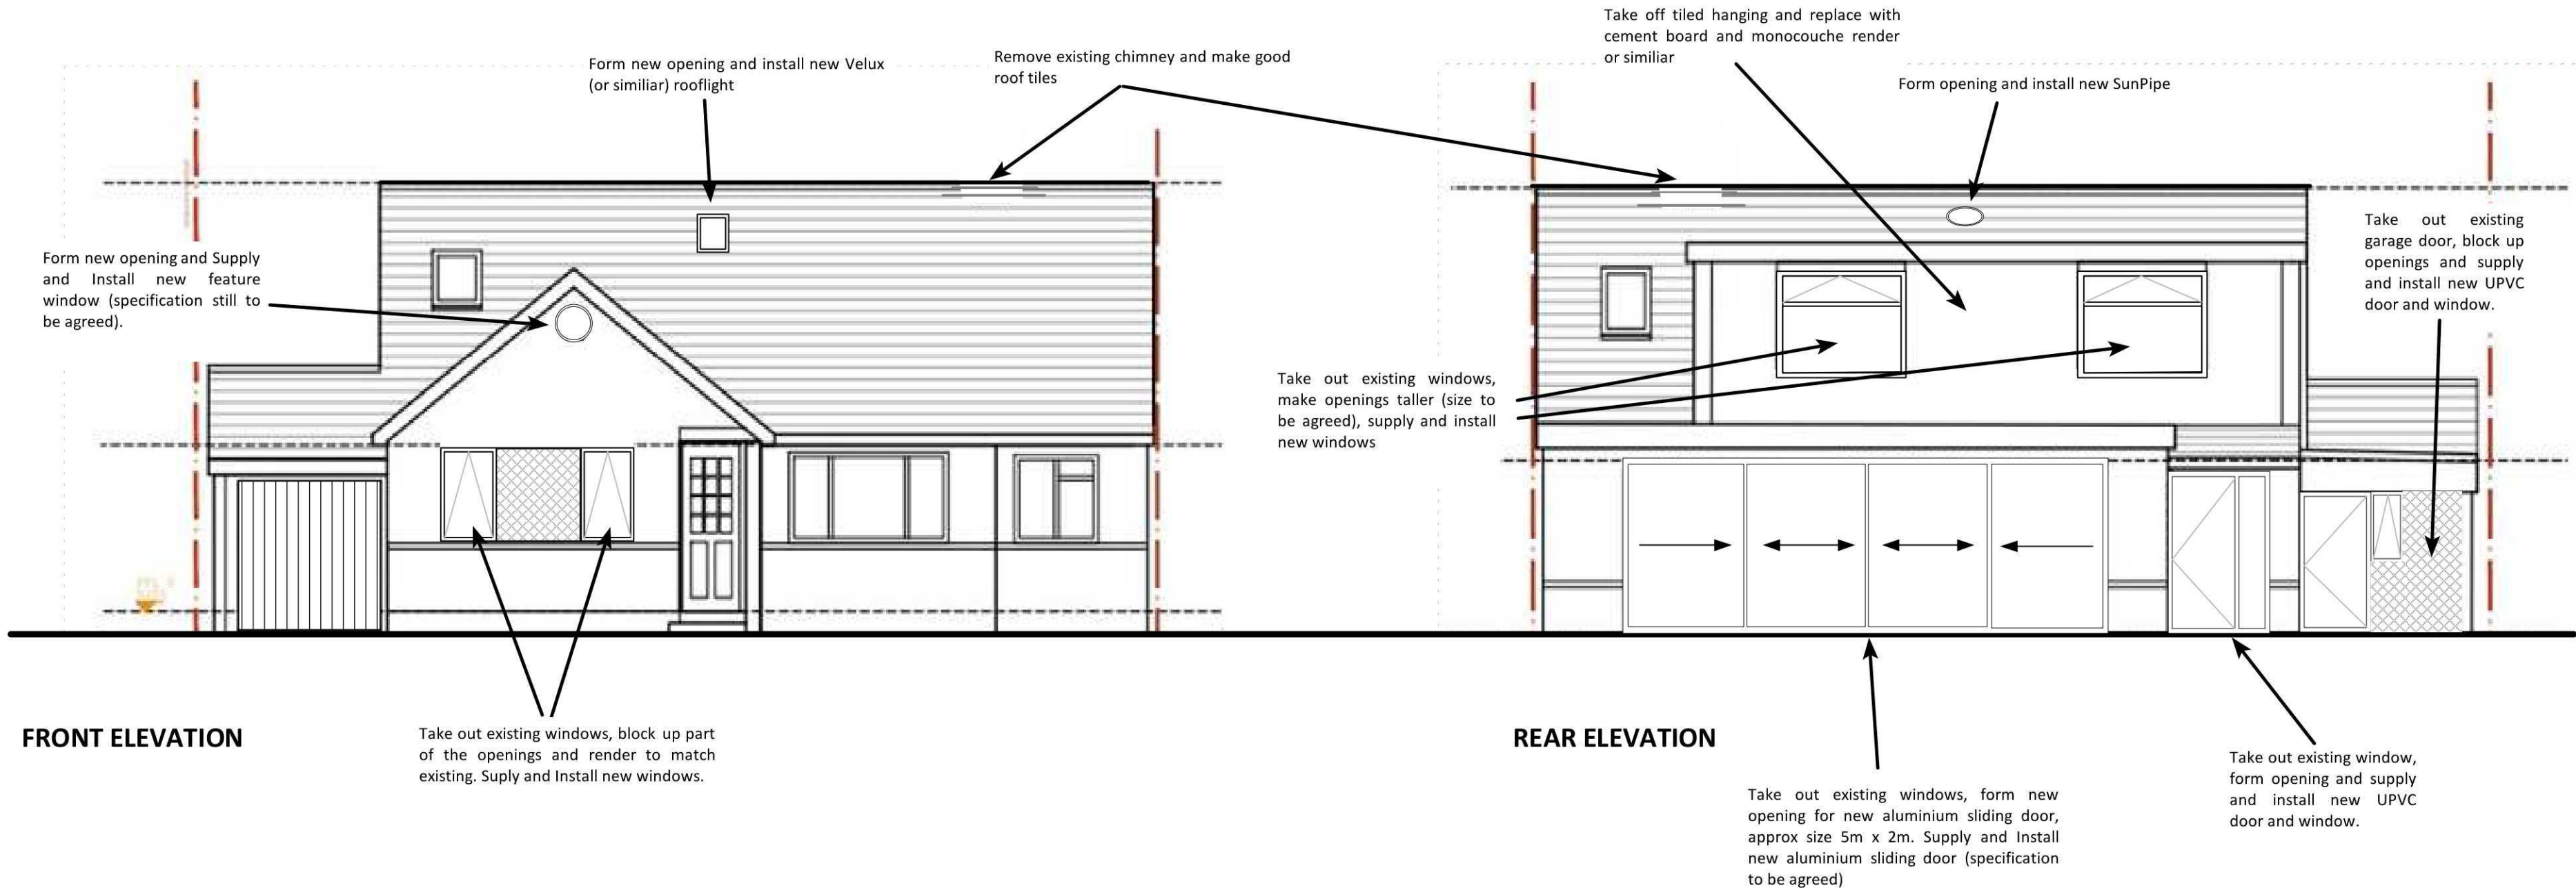 Form new opening and install new Velux
(or similiar) rooflight
Remove existing chimney and make good
roof tiles
Form new opening and Supply
and Install new feature
window (specification still to
be agreed).
Take out existing windows, block up part
of the openings and render to match
existing. Suply and Install new windows.
FRONT ELEVATION
Take off tiled hanging and replace with
cement board and monocouche render
or similiar
Form opening and install new SunPipe
Take out existing
garage door, block up
openings and supply
and install new UPVC
door and window.
Take out existing windows,
make openings taller (size to
be agreed), supply and install
new windows
REAR ELEVATION
Take out existing windows, form new
opening for new aluminium sliding door,
approx size 5m x 2m. Supply and Install
new aluminium sliding door (specification
to be agreed)
Take out existing window,
form opening and supply
and install new UPVC
door and window.